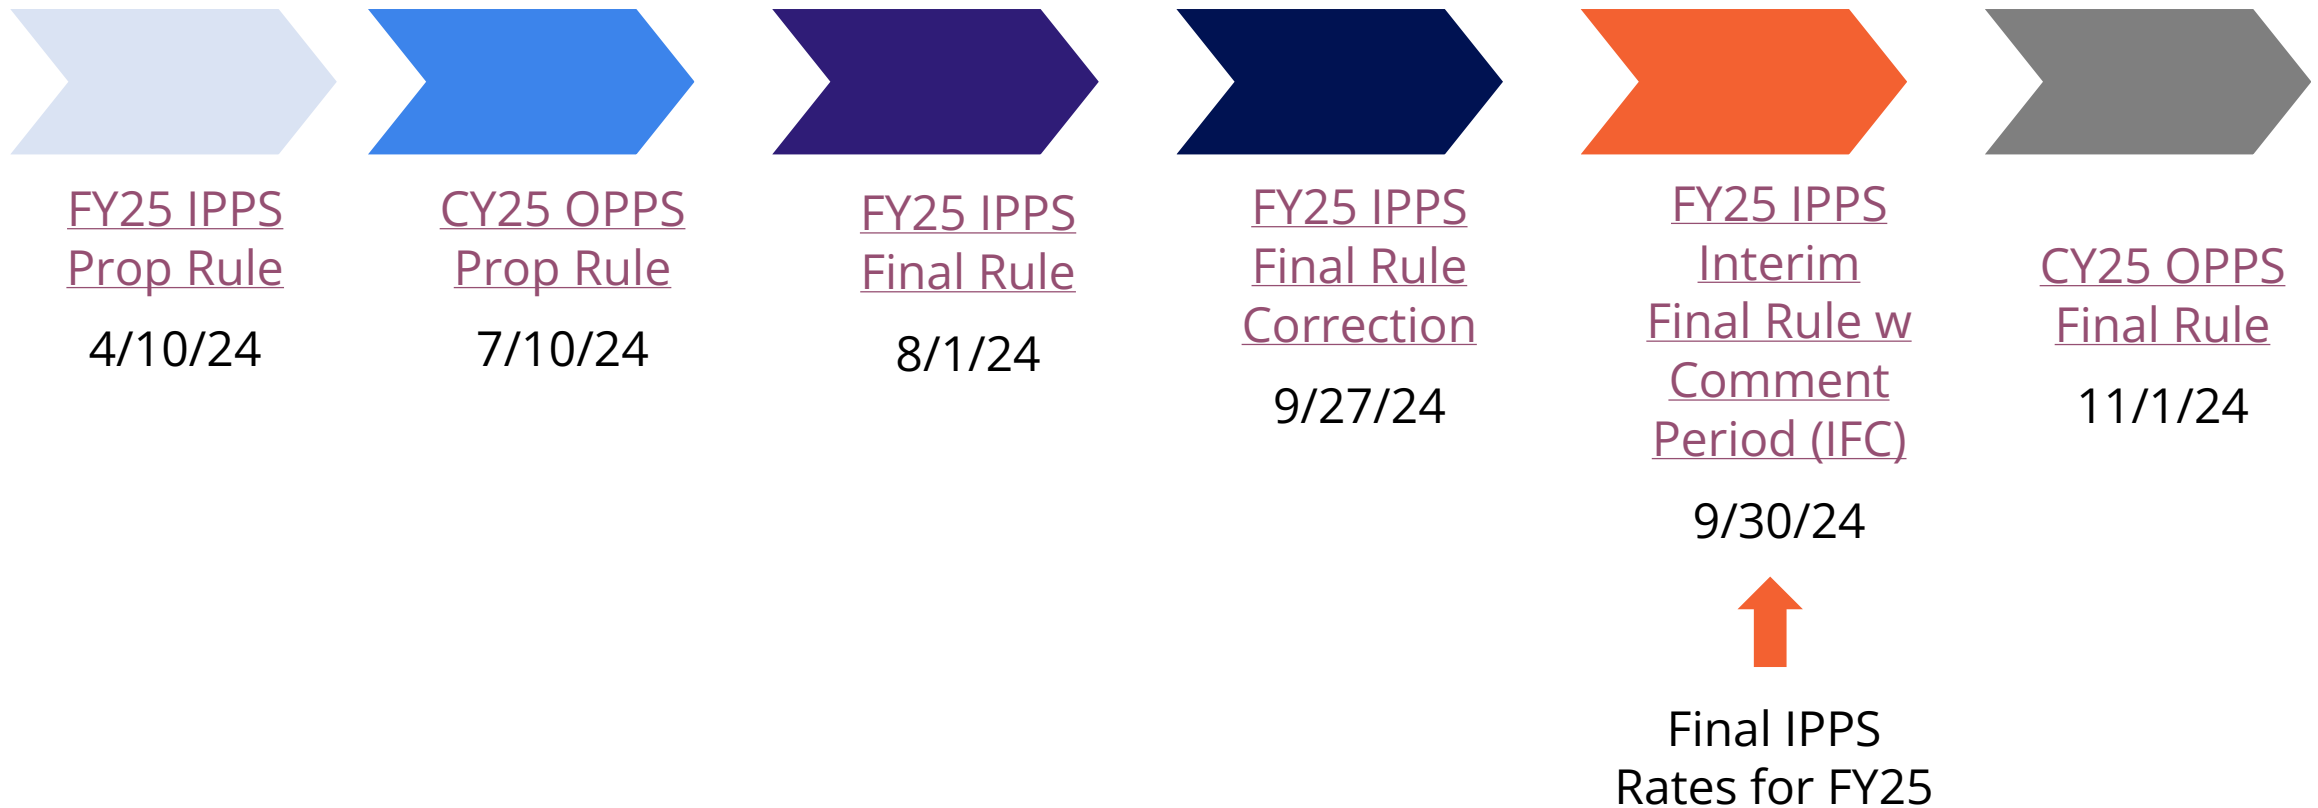 FY25 IPPS
Prop Rule
4/10/24
CY25 OPPS
Prop Rule
7/10/24
FY25 IPPS
Final Rule
8/1/24
FY25 IPPS
Final Rule
Correction
9/27/24
FY25 IPPS
Interim
Final Rule w
Comment
Period (IFC)
9/30/24
Final IPPS
Rates for FY25
CY25 OPPS
Final Rule
11/1/24